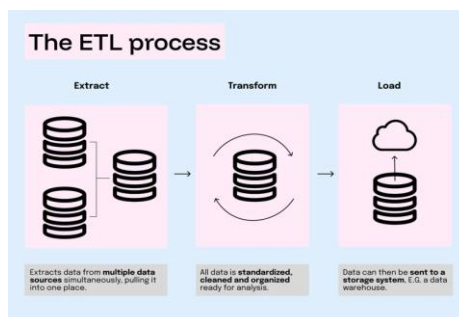 The ETL process
Extract
Transform
Load
Extracts data from multiple data
sources simultaneously, pulling it
into one place.
All data is standardized,
cleaned and organized
ready for analysis.
Data can then be sent to a
storage system, E.G. a data
warehouse.